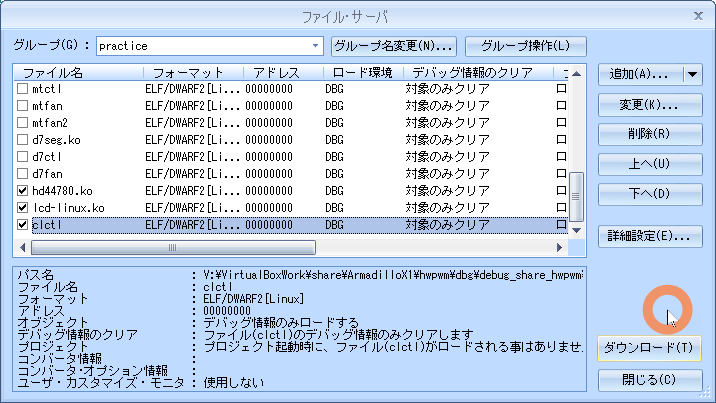 ファイル・サーバ
グループ(G) : practice グループ名変更(N)... グループ操作(L)
ファイル名 フォーマット アドレス ロード環境 デバッグ情報のクリア
mtctl ELF/DWARF2[Li... 00000000 DBG 対象のみクリア ロ
mtfan ELF/DWARF2[Li... 00000000 DBG 対象のみクリア ロ
mtfan2 ELF/DWARF2[Li... 00000000 DBG 対象のみクリア ロ
d7seg.ko ELF/DWARF2[Li... 00000000 DBG 対象のみクリア ロ
d7ctl ELF/DWARF2[Li... 00000000 DBG 対象のみクリア ロ
d7fan ELF/DWARF2[Li... 00000000 DBG 対象のみクリア ロ
hd44780.ko ELF/DWARF2[Li... 00000000 DBG 対象のみクリア ロ
lcd-linux.ko ELF/DWARF2[Li... 00000000 DBG 対象のみクリア ロ
clctl ELF/DWARF2[Li... 00000000 DBG 対象のみクリア ロ
追加(A)...
変更(K)...
削除(R)
上へ(U)
下へ(D)
詳細設定(E)...
パス名 : V:¥VirtualBoxWork¥share¥ArmadilloX1¥hwpwm¥dbg¥debug_share_hwpwm
ファイル名 : clctl
フォーマット : ELF/DWARF2[Linux]
アドレス : 00000000
オブジェクト : デバッグ情報のみロードする
デバッグ情報のクリア : ファイル(clctl)のデバッグ情報のみクリアします
プロジェクト : プロジェクト起動時に、ファイル(clctl)がロードされる事はありませ.
コンバータ情報 :
コンバータ・オプション情報 :
ユーザ・カスタマイズ・モニタ : 使用しない
ダウンロード(T)
閉じる(C)